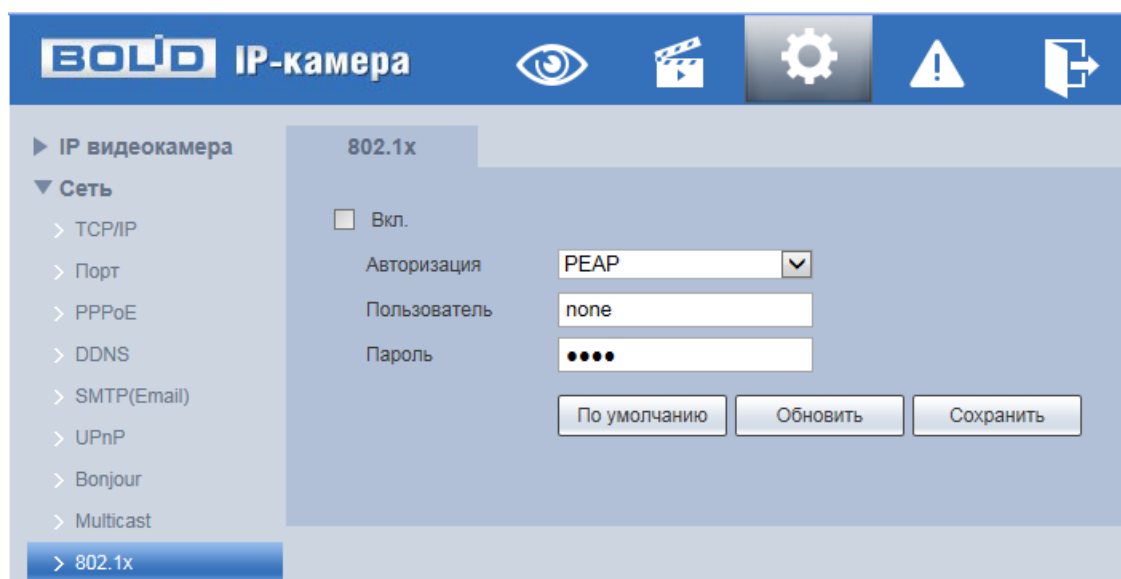 BOLID IP-камера
IP видеокамера
Сеть
TCP/IP
Порт
PPPoE
DDNS
SMTP(Email)
UPnP
Bonjour
Multicast
802.1x
802.1x
Вкл.
Авторизация PEAP
Пользователь none
Пароль ••••
По умолчанию Обновить Сохранить